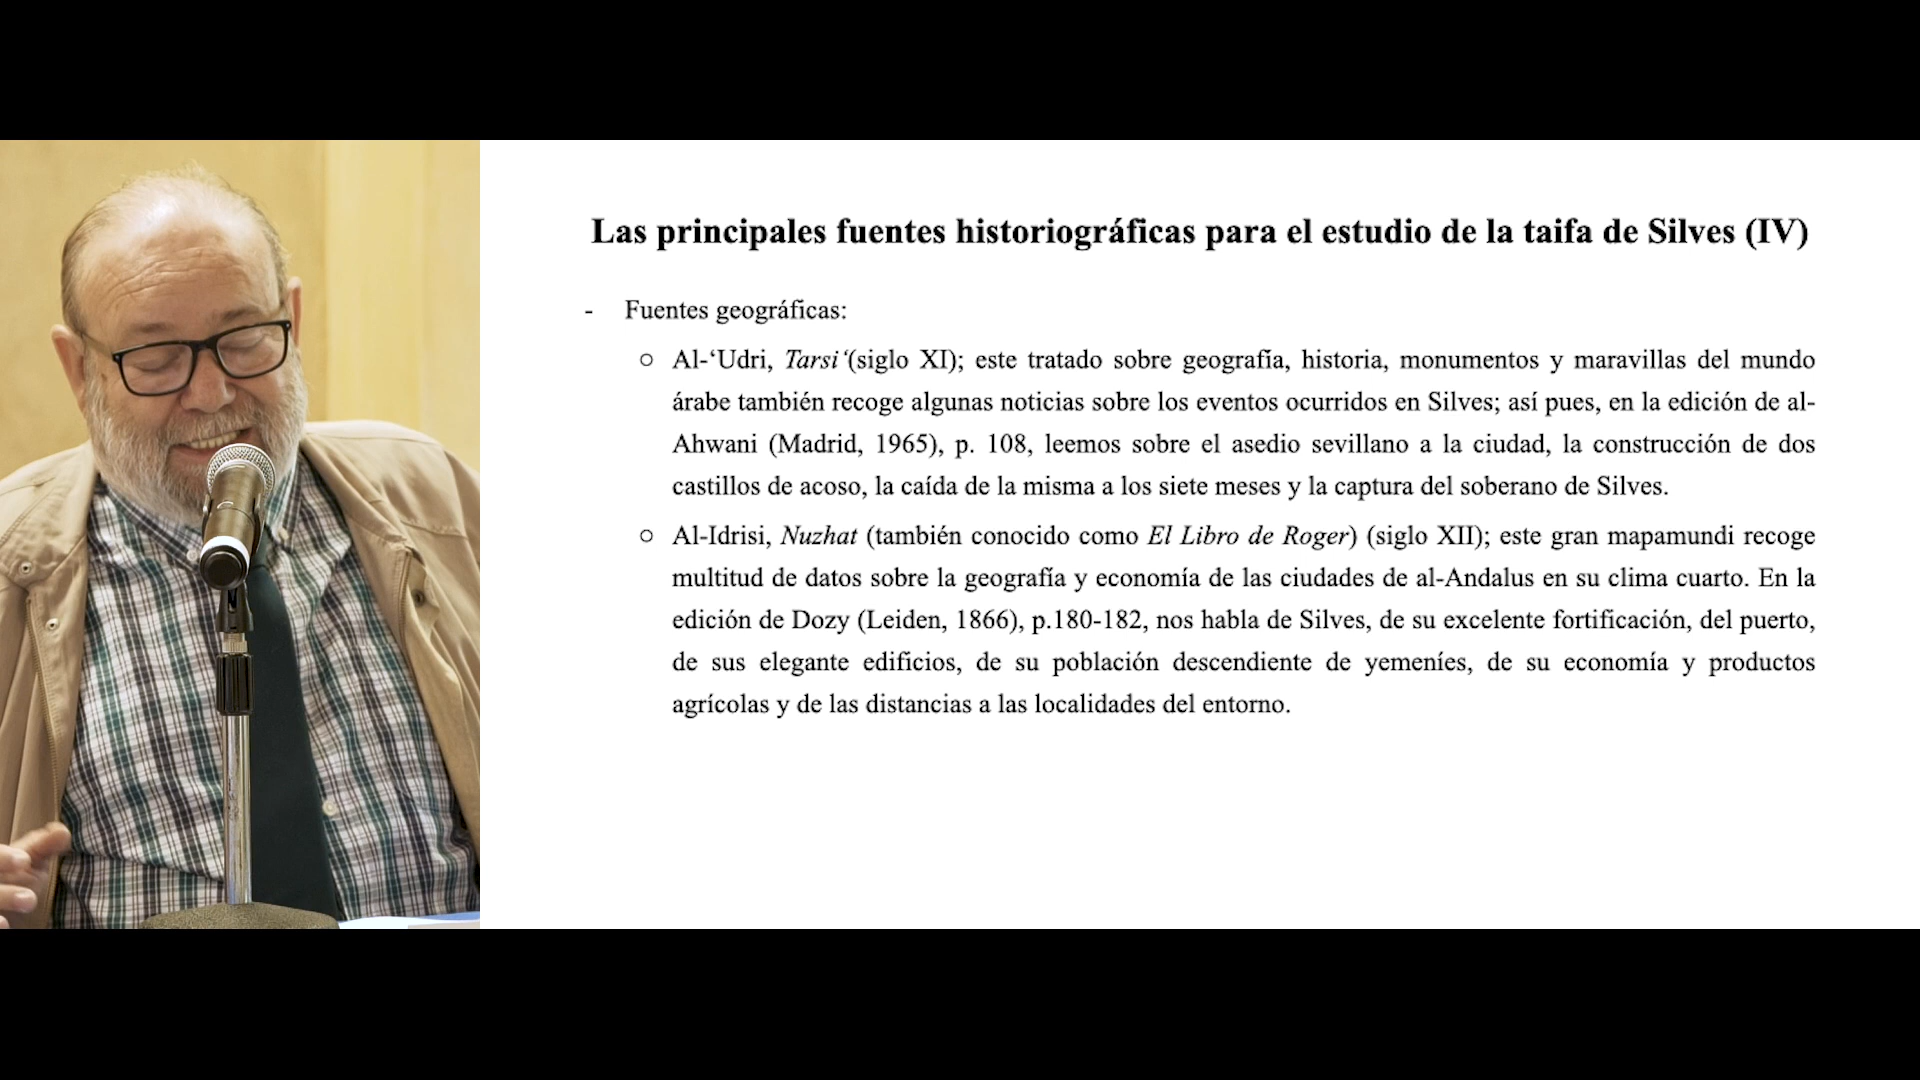 Las principales fuentes historiográficas para el estudio de la taifa de Silves (IV)
- Fuentes geográficas:
○ Al-‘Udri, Tarsi‘(siglo XI); este tratado sobre geografía, historia, monumentos y maravillas del mundo
árabe también recoge algunas noticias sobre los eventos ocurridos en Silves; así pues, en la edición de al-
Ahwani (Madrid, 1965), p. 108, leemos sobre el asedio sevillano a la ciudad, la construcción de dos
castillos de acoso, la caída de la misma a los siete meses y la captura del soberano de Silves.
○ Al-Idrisi, Nuzhat (también conocido como El Libro de Roger) (siglo XII); este gran mapamundi recoge
multitud de datos sobre la geografía y economía de las ciudades de al-Andalus en su clima cuarto. En la
edición de Dozy (Leiden, 1866), p.180-182, nos habla de Silves, de su excelente fortificación, del puerto,
de sus elegante edificios, de su población descendiente de yemeníes, de su economía y productos
agrícolas y de las distancias a las localidades del entorno.